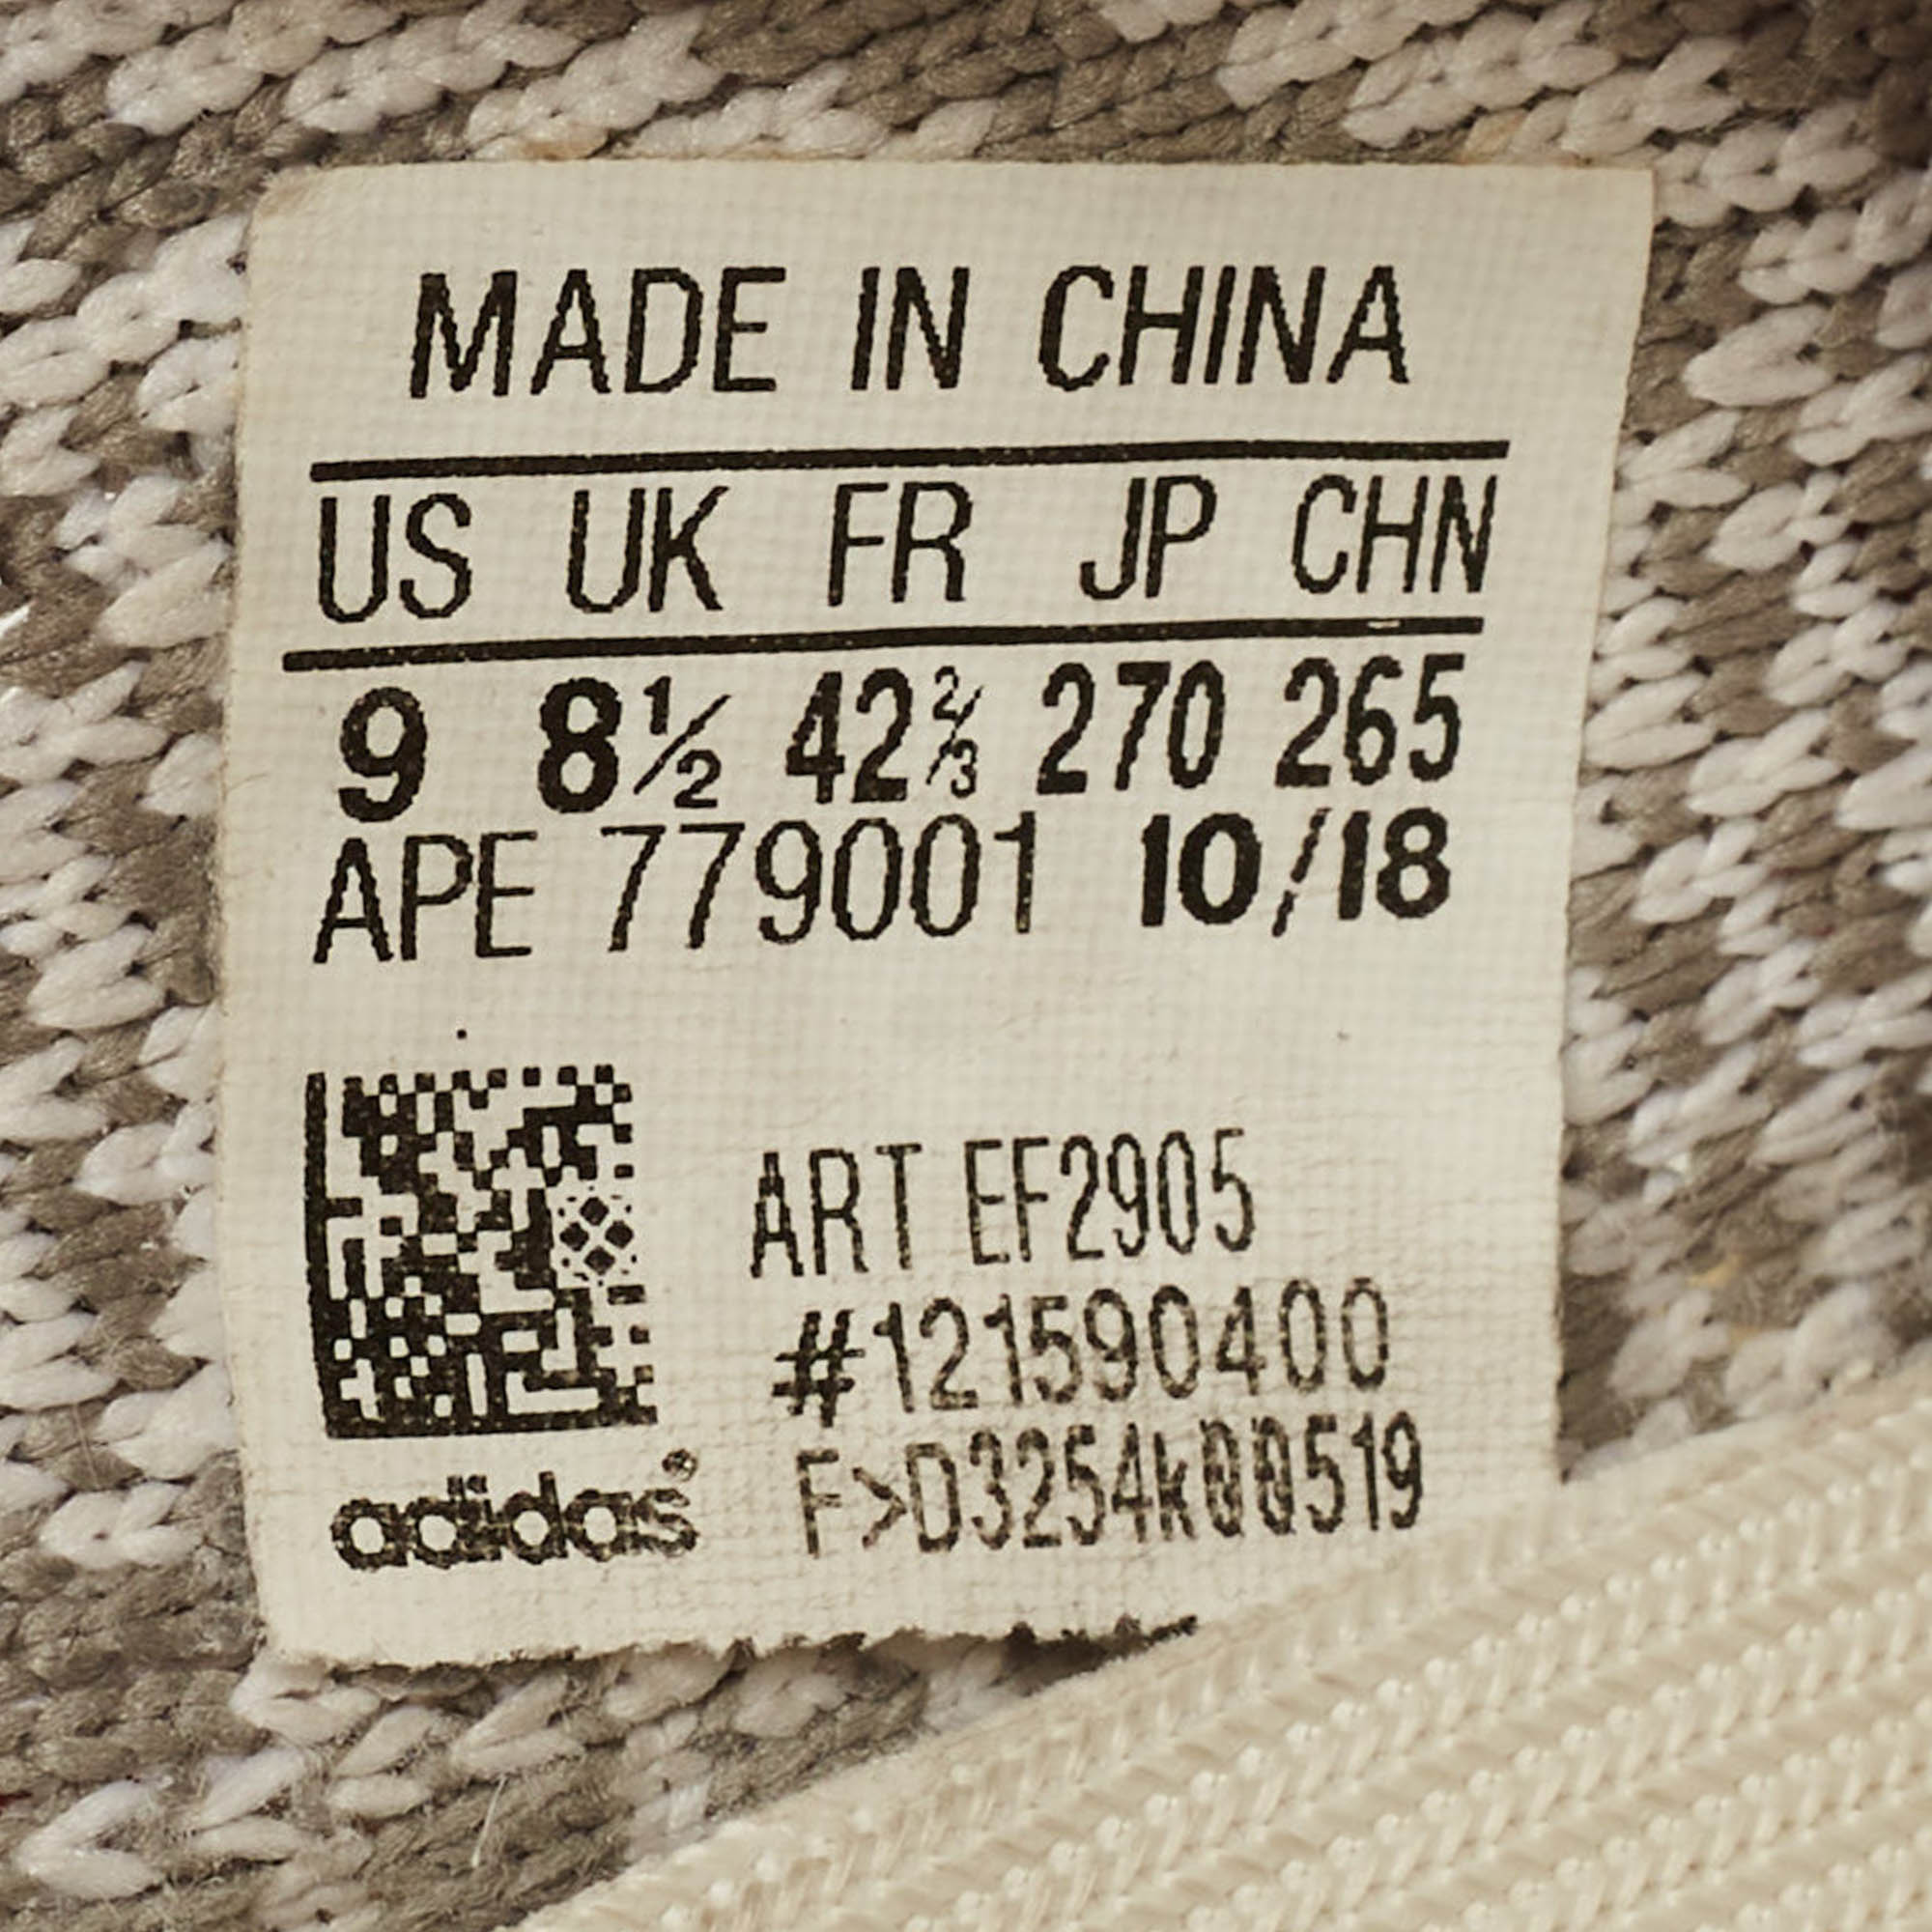 MADE IN CHINA
US UK FR JP CHN
9 8½ 42⅔ 270 265
APE 779001 10/18
ART EF2905
#121590400
F>D3254k00519
adidas®